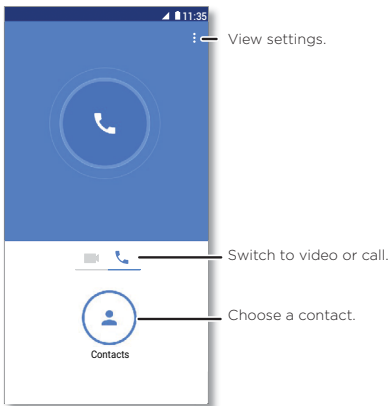 11:35
View settings.
Switch to video or call.
Choose a contact.
Contacts